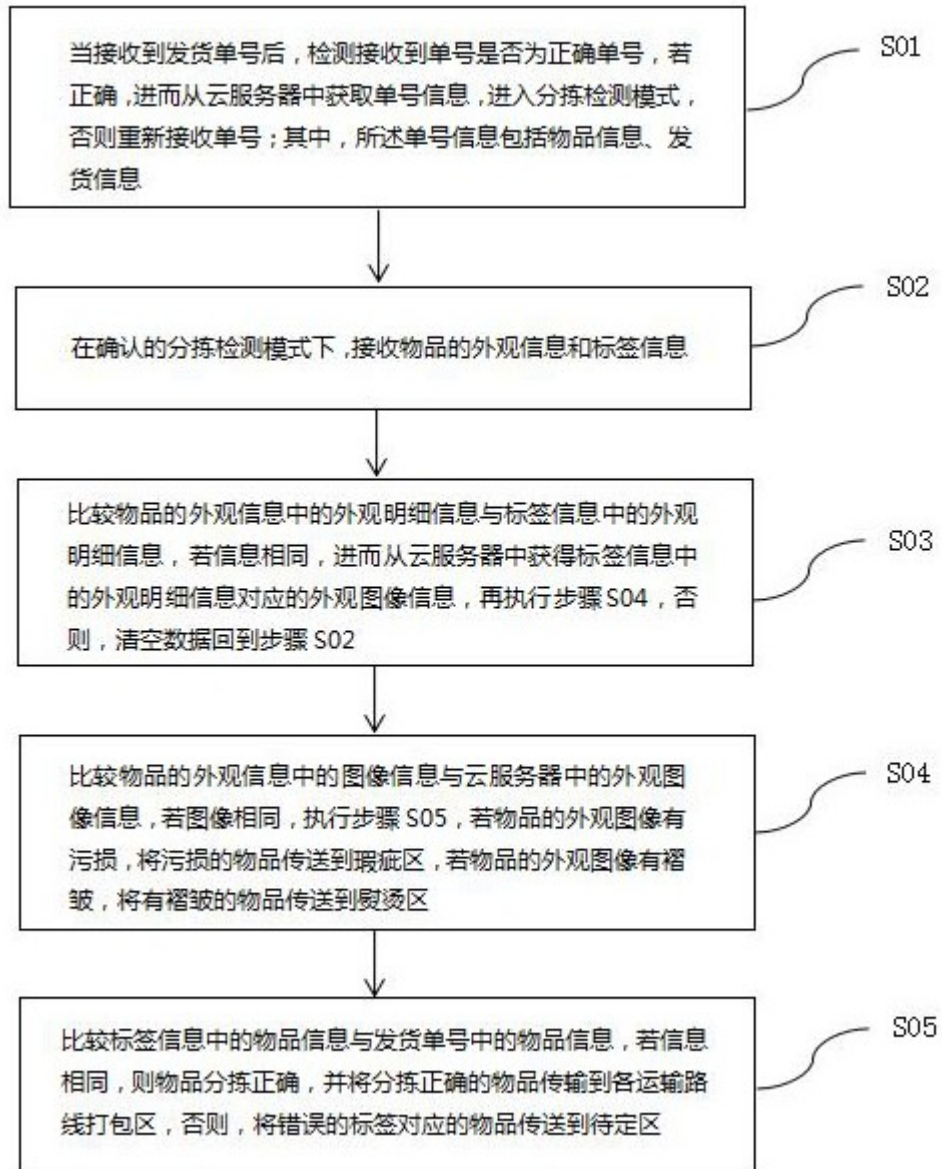 当接收到发货单号后，检测接收到单号是否为正确单号，若
正确，进而从云服务器中获取单号信息，进入分拣检测模式，
否则重新接收单号；其中，所述单号信息包括物品信息、发
货信息
S01
在确认的分拣检测模式下，接收物品的外观信息和标签信息
S02
比较物品的外观信息中的外观明细信息与标签信息中的外观
明细信息，若信息相同，进而从云服务器中获得标签信息中
的外观明细信息对应的外观图像信息，再执行步骤S04，否
则，清空数据回到步骤S02
S03
比较物品的外观信息中的图像信息与云服务器中的外观图
像信息，若图像相同，执行步骤S05，若物品的外观图像有
污损，将污损的物品传送到瑕疵区，若物品的外观图像有褶
皱，将有褶皱的物品传送到熨烫区
S04
比较标签信息中的物品信息与发货单号中的物品信息，若信息
相同，则物品分拣正确，并将分拣正确的物品传输到各运输路
线打包区，否则，将错误的标签对应的物品传送到待定区
S05